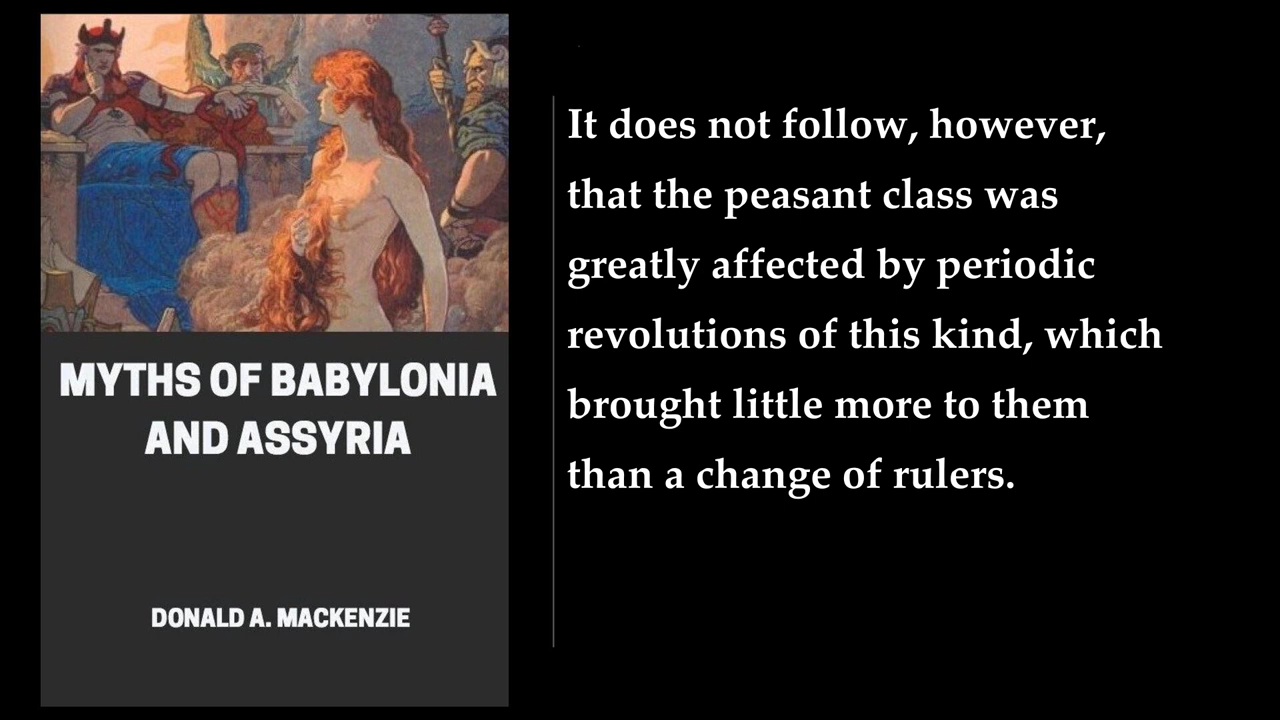 MYTHS OF BABYLONIA
AND ASSYRIA
DONALD A. MACKENZIE
It does not follow, however,
that the peasant class was
greatly affected by periodic
revolutions of this kind, which
brought little more to them
than a change of rulers.